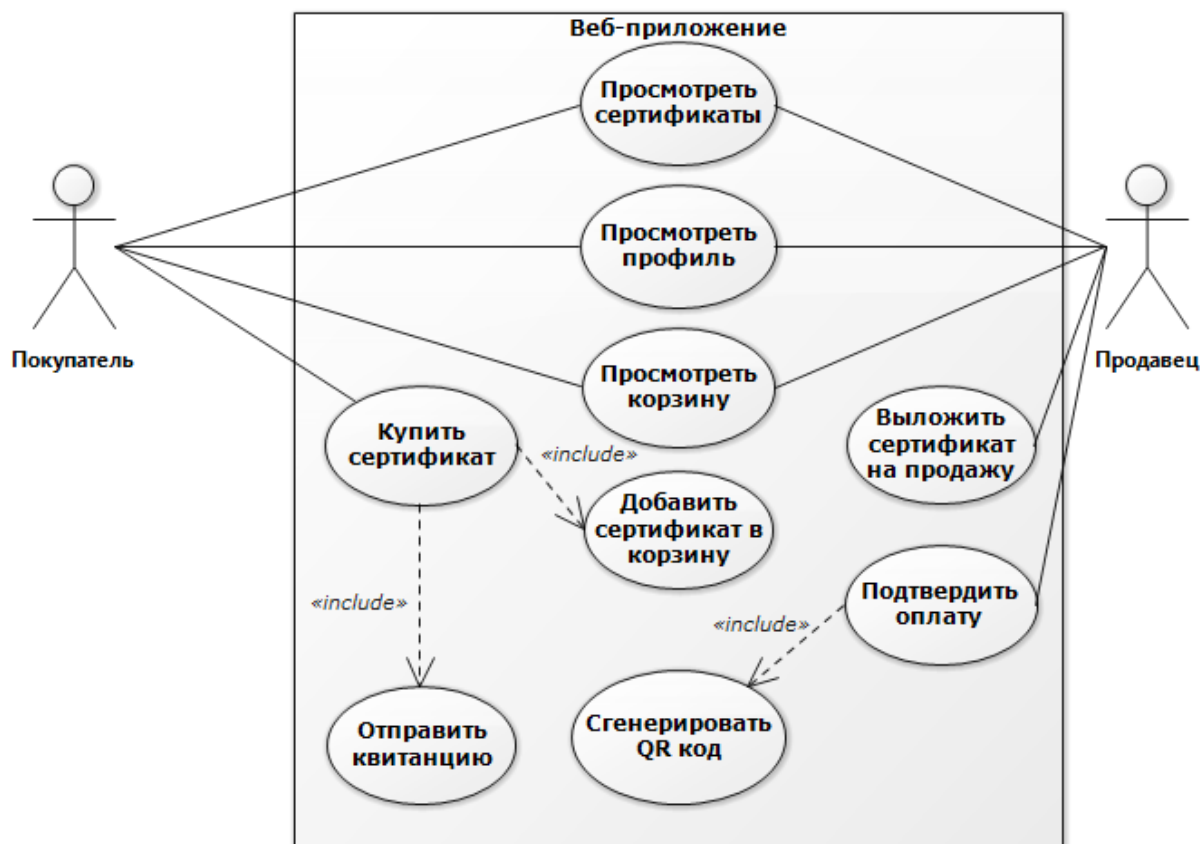 Веб-приложение
Просмотреть
сертификаты
Просмотреть
профиль
Покупатель
Продавец
Просмотреть
корзину
Купить
сертификат
Выложить
сертификат
на продажу
«include»
Добавить
сертификат в
корзину
«include»
Подтвердить
оплату
«include»
Отправить
квитанцию
Сгенерировать
QR код